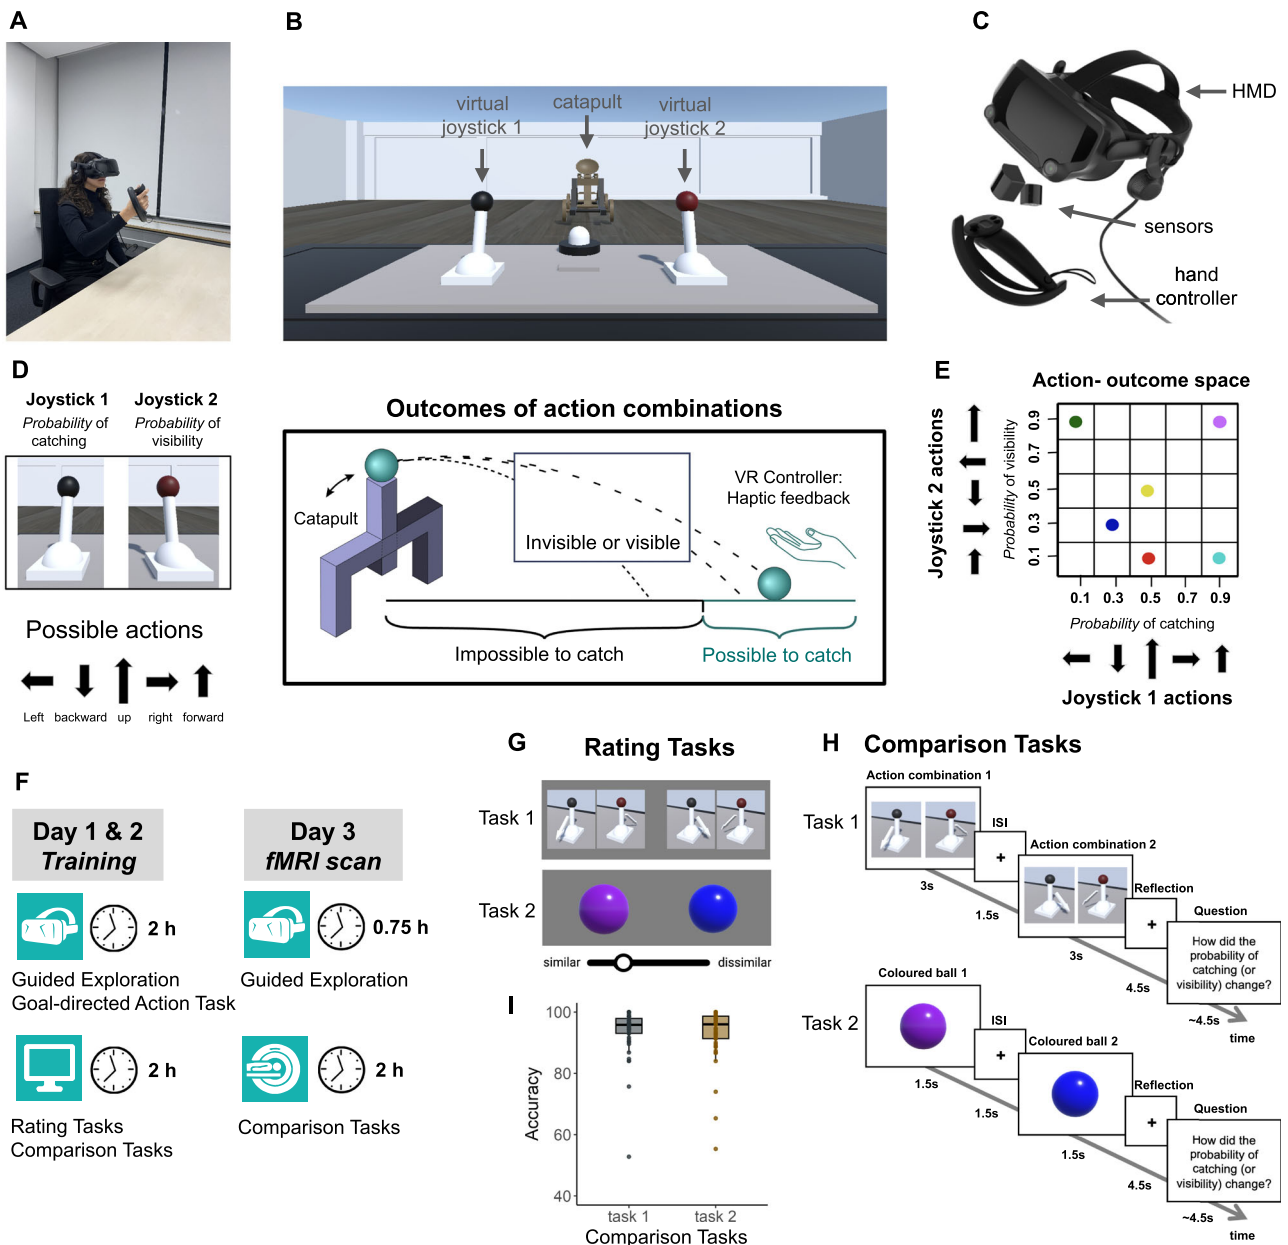 A
B
C
virtual
joystick 1
catapult
virtual
joystick 2
HMD
sensors
hand
controller
D
Joystick 1
Probability of
catching
Joystick 2
Probability of
visibility
Possible actions
Left
backward
up
right
forward
Outcomes of action combinations
Catapult
Invisible or visible
VR Controller:
Haptic feedback
Impossible to catch
Possible to catch
E
Action- outcome space
Joystick 2 actions
Probability of visibility
0.9
0.7
0.5
0.3
0.1
0.1
0.3
0.5
0.7
0.9
Probability of catching
Joystick 1 actions
F
Day 1 & 2
Training
Day 3
fMRI scan
2 h
0.75 h
Guided Exploration
Goal-directed Action Task
Guided Exploration
2 h
2 h
Rating Tasks
Comparison Tasks
Comparison Tasks
G
Rating Tasks
Task 1
Task 2
similar
dissimilar
I
Accuracy
100
80
60
40
task 1
task 2
Comparison Tasks
H
Comparison Tasks
Task 1
Action combination 1
ISI
Action combination 2
Reflection
Question
How did the
probability of
catching (or
visibility) change?
3s
1.5s
3s
4.5s
~4.5s
time
Task 2
Coloured ball 1
ISI
Coloured ball 2
Reflection
Question
How did the
probability of
catching (or
visibility) change?
1.5s
1.5s
1.5s
4.5s
~4.5s
time